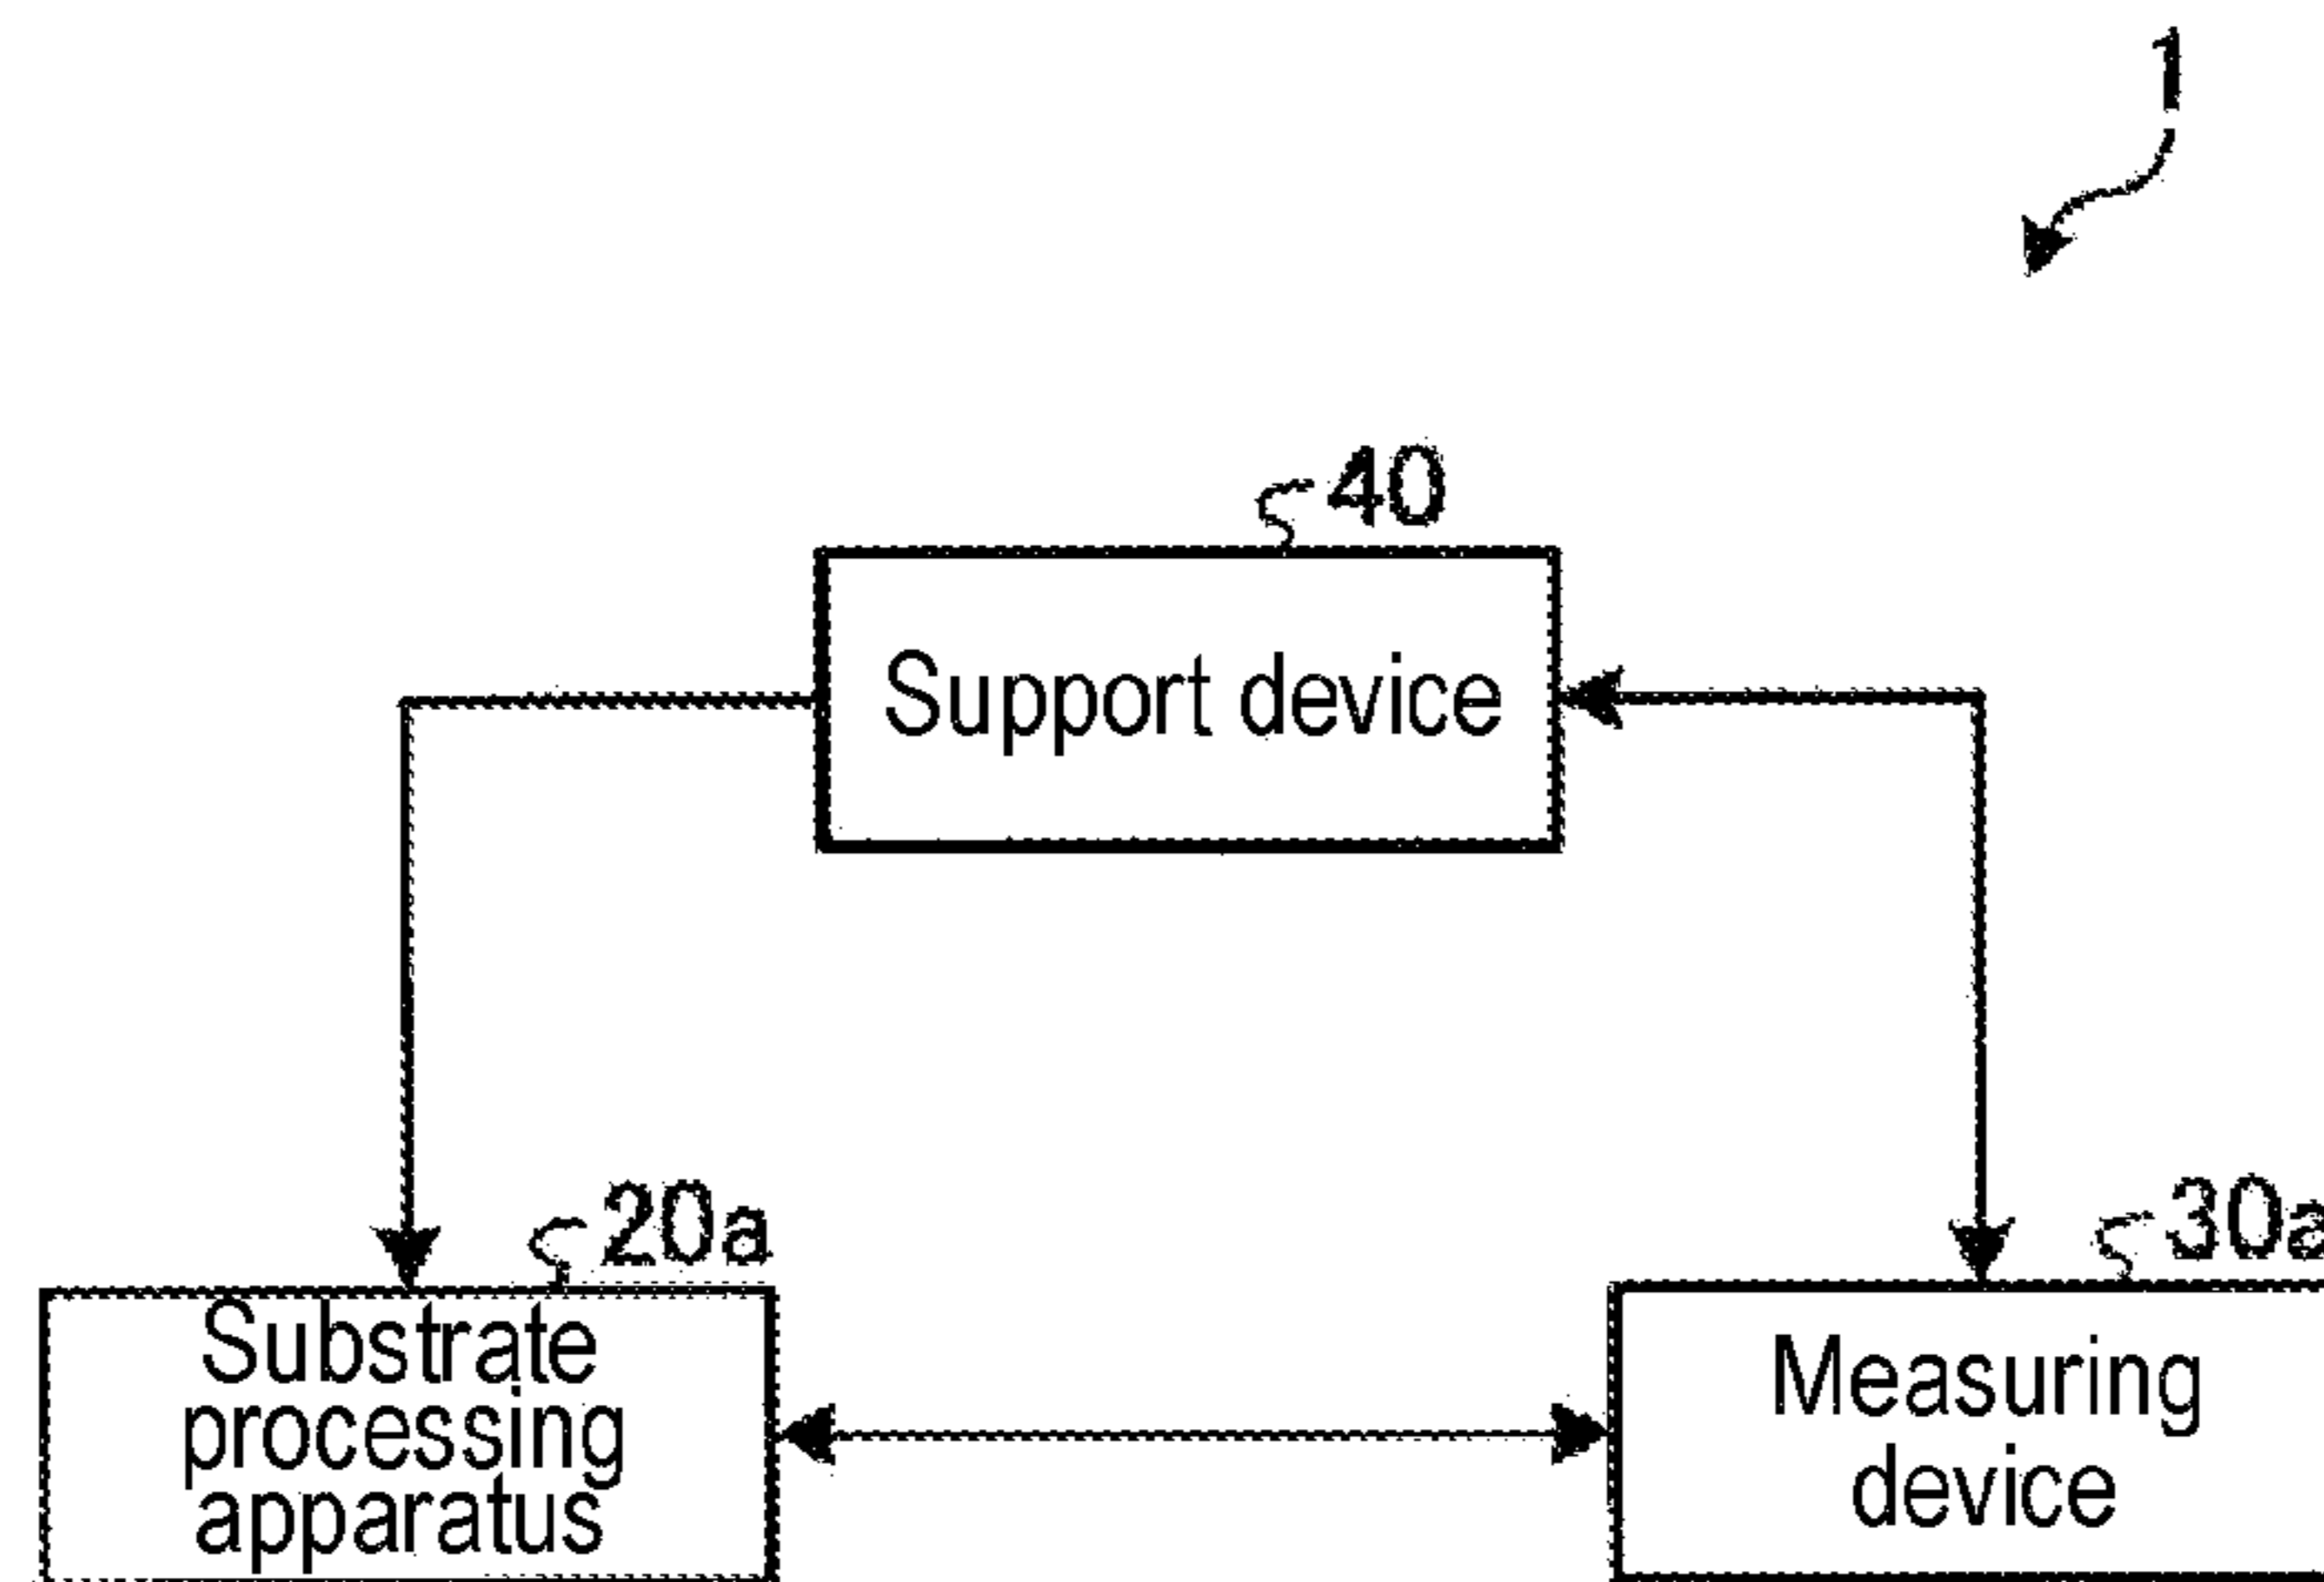 1
40
Support device
20a
30a
Substrate
processing
apparatus
Measuring
device